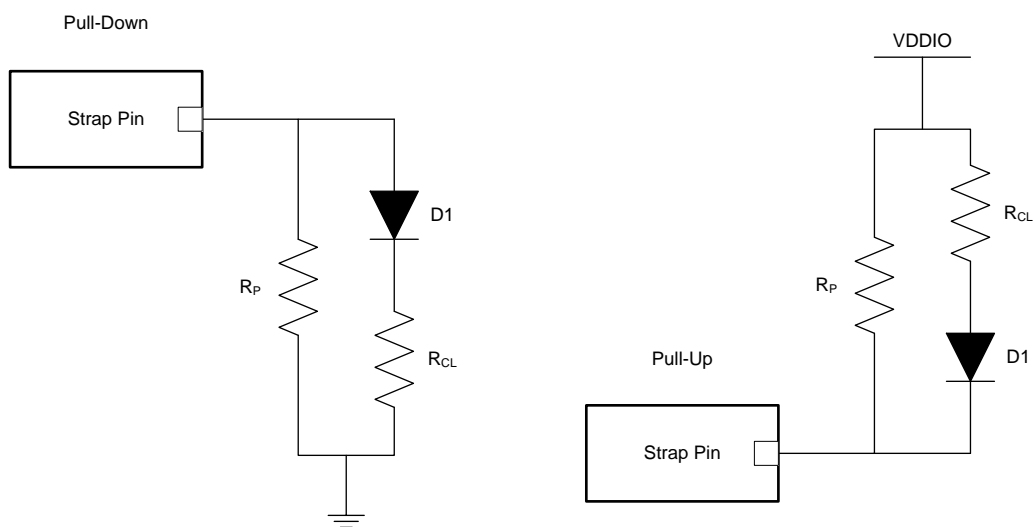 Pull-Down
Strap Pin
D1
RP
RCL
VDDIO
RCL
RP
D1
Pull-Up
Strap Pin